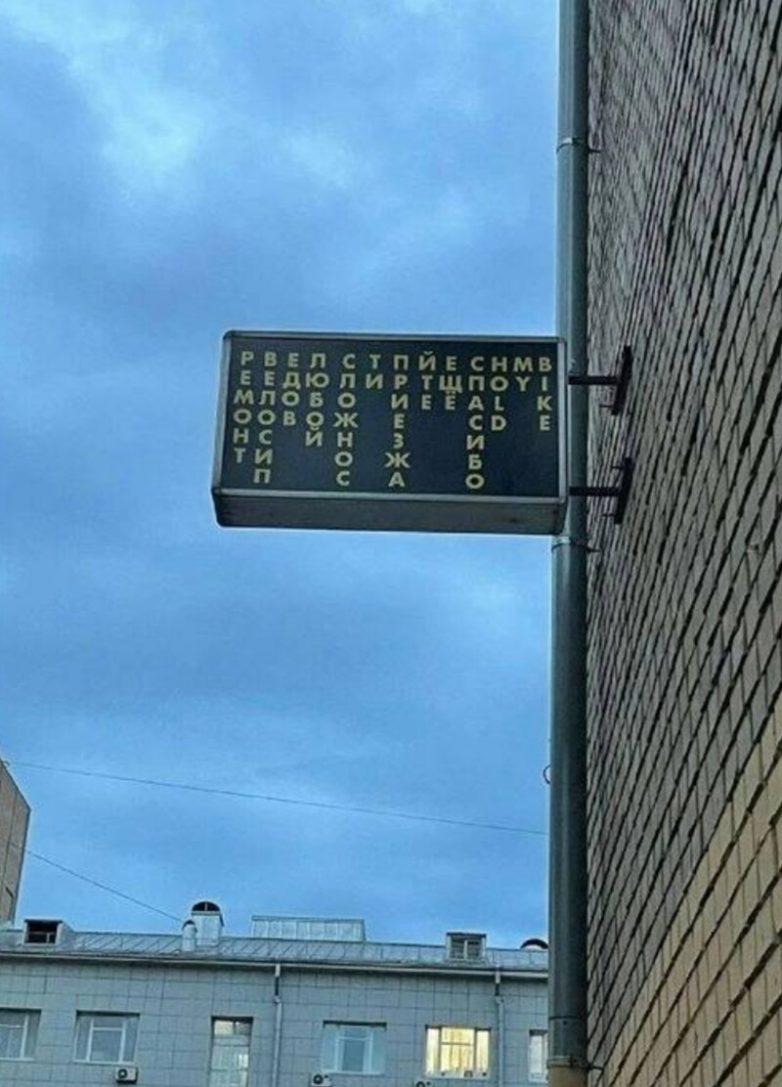 РЕМОНТ
ВЕЛОСИП
ЕДОВ
ЛЮБОЙ
СЛОЖНОС
ТИ
ПРИЕЗЖА
ЙТЕ
ЕЩЁ
СПАСИБО
HOLD
MY
BIKE